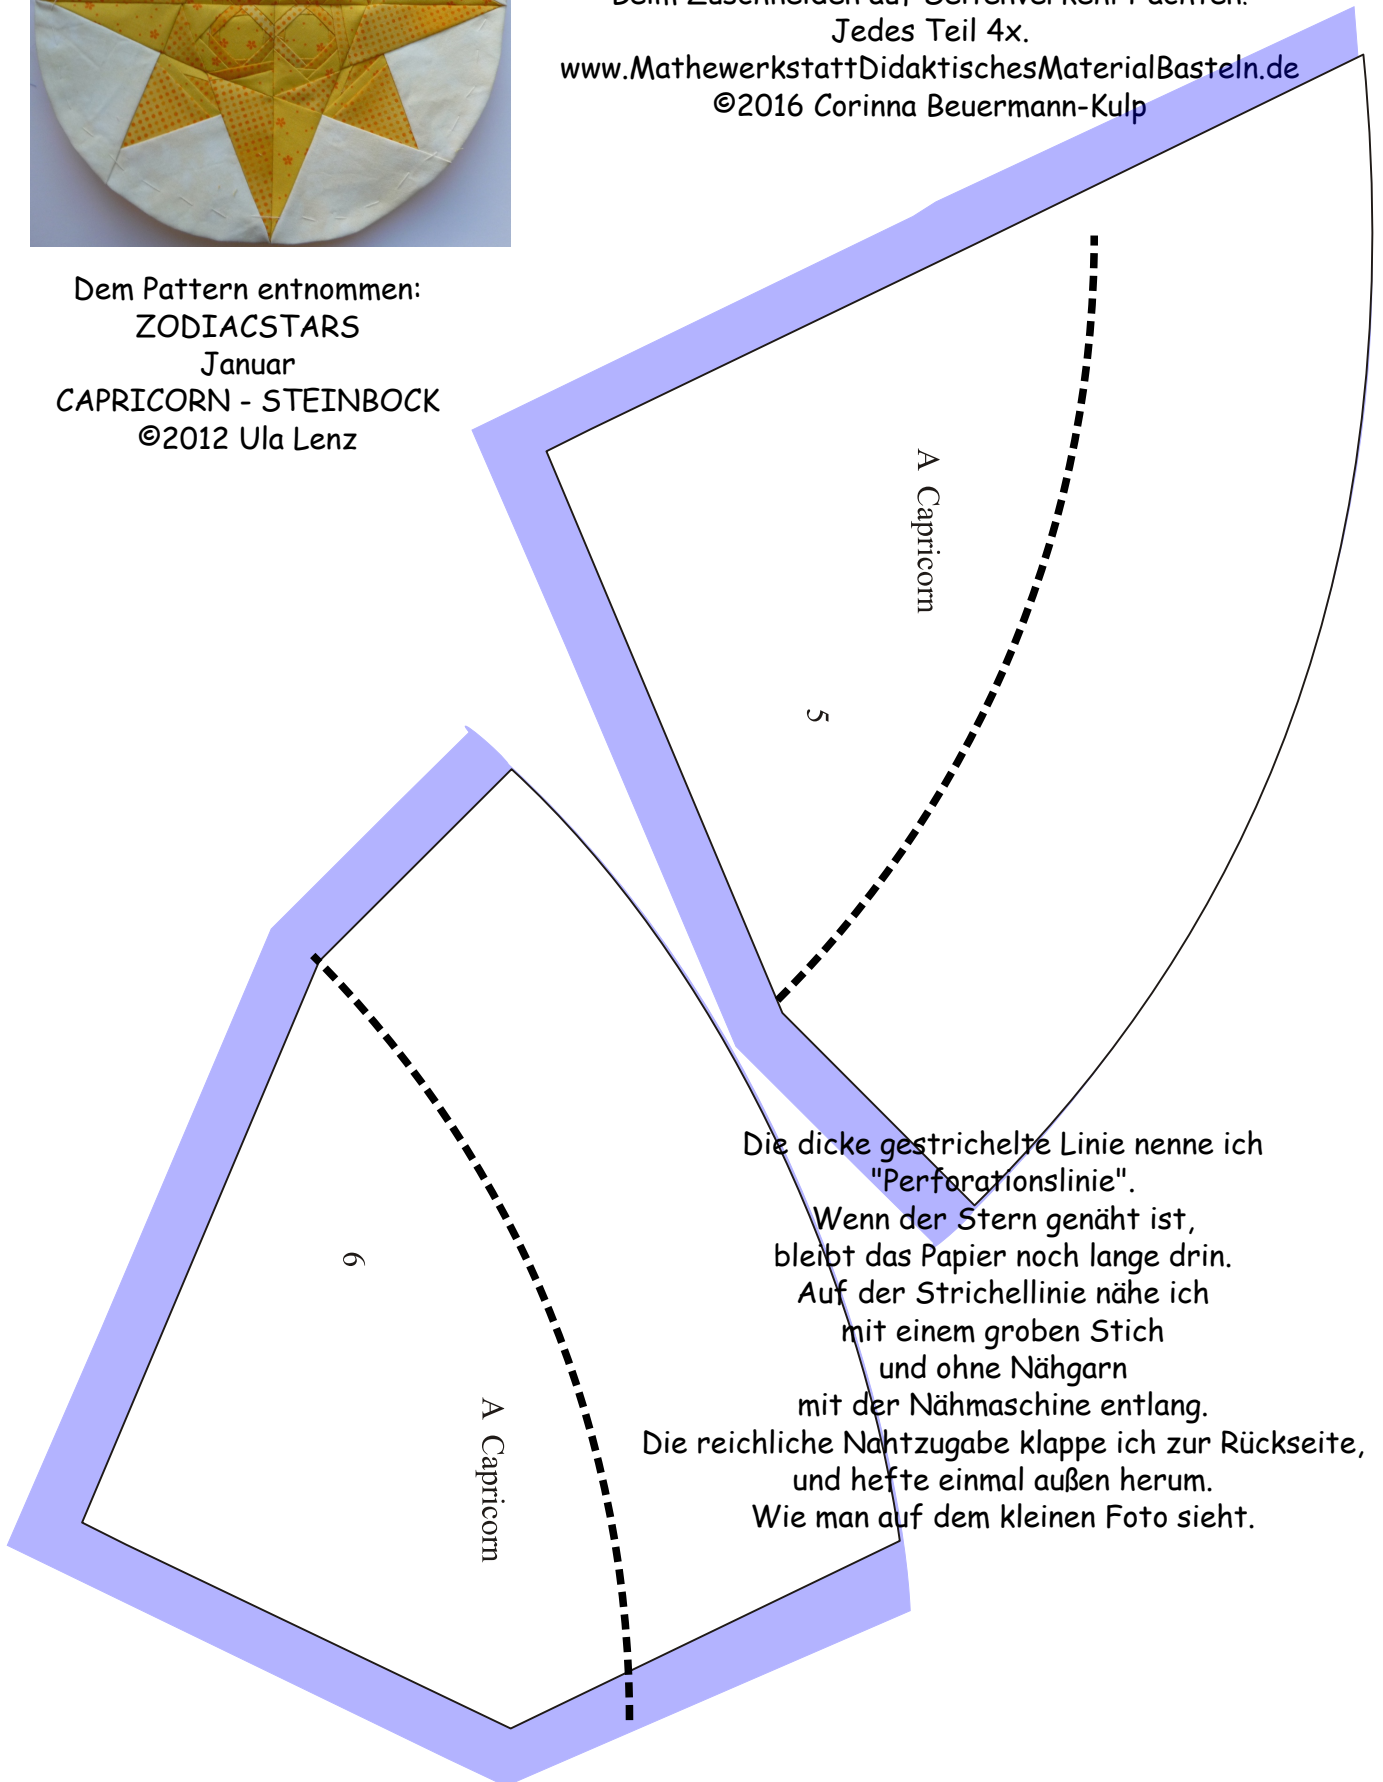 Jedes Teil 4x.
www.MathewerkstattDidaktischesMaterialBasteln.de
©2016 Corinna Beuermann-Kulp
Dem Pattern entnommen:
ZODIACSTARS
Januar
CAPRICORN - STEINBOCK
©2012 Ula Lenz
A Capricorn
5
6
A Capricorn
Die dicke gestrichelte Linie nenne ich
"Perforationslinie".
Wenn der Stern genäht ist,
bleibt das Papier noch lange drin.
Auf der Strichellinie nähe ich
mit einem groben Stich
und ohne Nähgarn
mit der Nähmaschine entlang.
Die reichliche Nahtzugabe klappe ich zur Rückseite,
und hefte einmal außen herum.
Wie man auf dem kleinen Foto sieht.